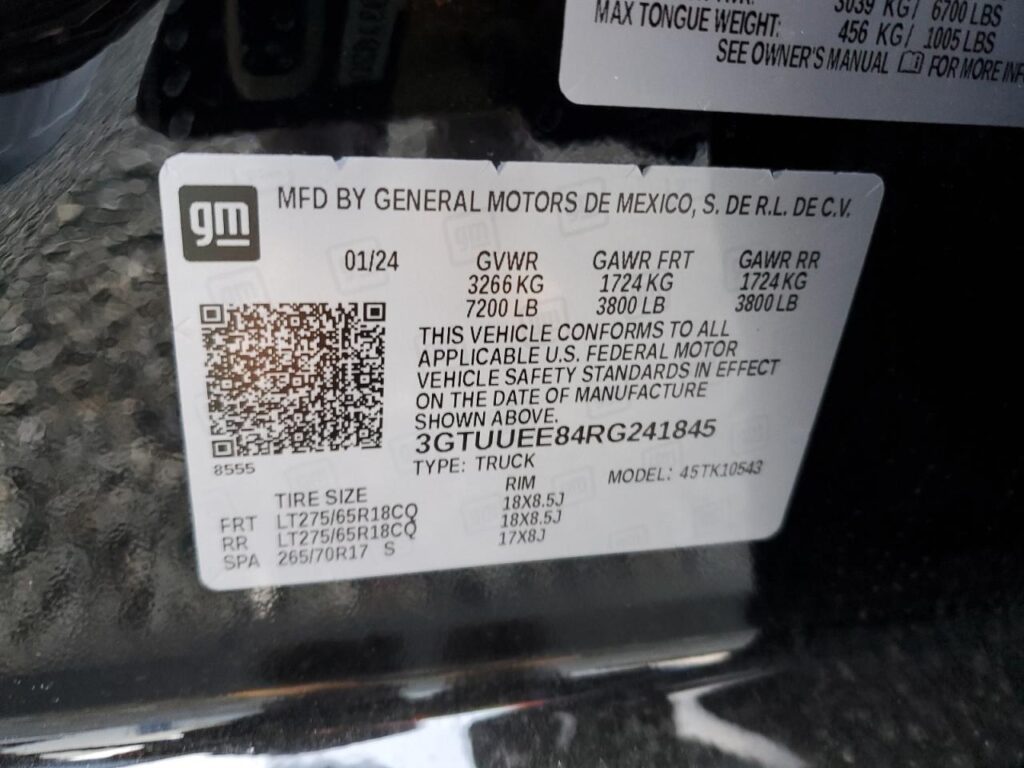 3039 KG/ 6700 LBS
MAX TONGUE WEIGHT: 456 KG/ 1005 LBS
SEE OWNER'S MANUAL FOR MORE
gm
MFD BY GENERAL MOTORS DE MEXICO, S. DE R.L. DE C.V.
01/24 GVWR GAWR FRT GAWR RR
3266 KG 1724 KG 1724 KG
7200 LB 3800 LB 3800 LB
THIS VEHICLE CONFORMS TO ALL
APPLICABLE U.S. FEDERAL MOTOR
VEHICLE SAFETY STANDARDS IN EFFECT
ON THE DATE OF MANUFACTURE
SHOWN ABOVE.
3GTUUEE84RG241845
8555
TYPE: TRUCK MODEL: 45TK10543
TIRE SIZE RIM
FRT LT275/65R18CQ 18X8.5J
RR LT275/65R18CQ 18X8.5J
SPA 265/70R17 S 17X8J